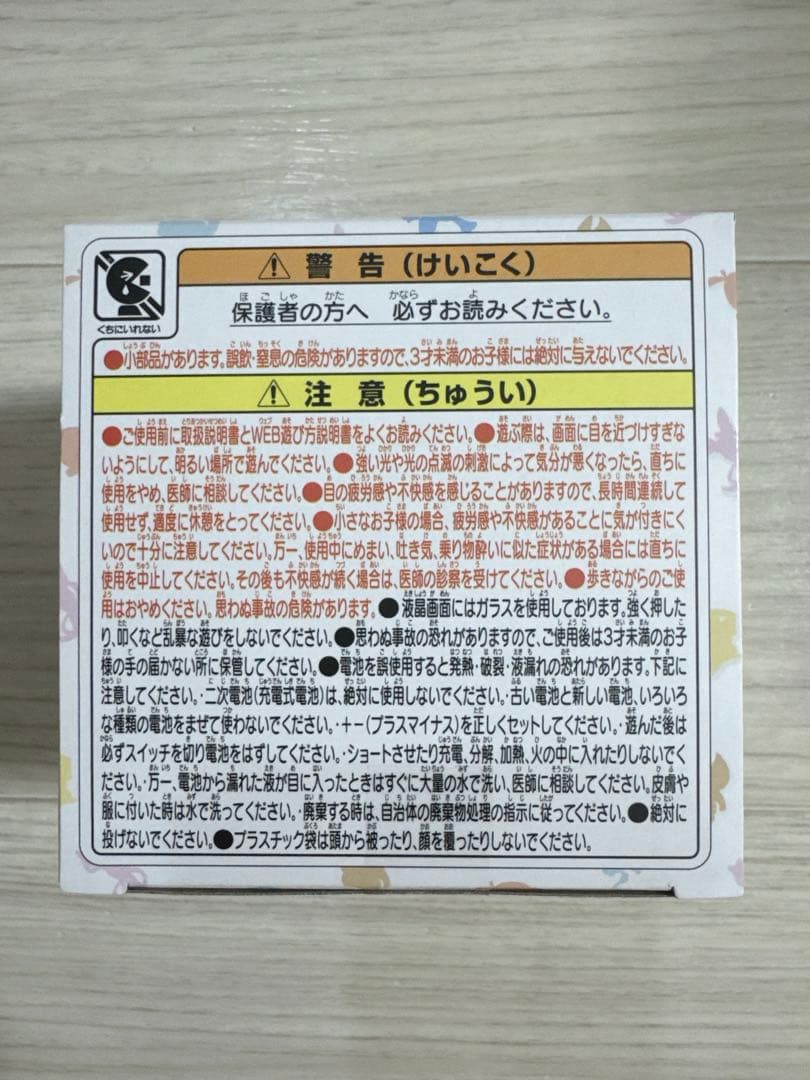 くちにいれない
⚠ 警告（けいこく）
保護者の方へ 必ずお読みください。
●小部品があります。誤飲・窒息の危険がありますので、3才未満のお子様には絶対に与えないでください。
⚠ 注意（ちゅうい）
●ご使用前に取扱説明書とWEB遊び方説明書をよくお読みください。●遊ぶ際は、画面に目を近づけすぎな
いようにして、明るい場所で遊んでください。●強い光や光の点滅の刺激によって気分が悪くなったら、直ちに
使用をやめ、医師に相談してください。●目の疲労感や不快感を感じることがありますので、長時間連続して
使用せず、適度に休憩をとってください。●小さなお子様の場合、疲労感や不快感があることに気が付きにく
いので十分に注意してください。万一、使用中にめまい、吐き気、乗り物酔いに似た症状がある場合には直ちに
使用を中止してください。その後も不快感が続く場合は、医師の診察を受けてください。●歩きながらのご使
用はおやめください。思わぬ事故の危険があります。●液晶画面にはガラスを使用しております。強く押した
り、叩くなど乱暴な遊びをしないでください。●思わぬ事故の恐れがありますので、ご使用後は3才未満のお子
様の手の届かない所に保管してください。●電池を誤使用すると発熱・破裂・液漏れの恐れがあります。下記に
注意してください。・二次電池（充電式電池）は、絶対に使用しないでください。・古い電池と新しい電池、いろいろ
な種類の電池をまぜて使わないでください。・＋－（プラスマイナス）を正しくセットしてください。・遊んだ後は
必ずスイッチを切り電池をはずしてください。・ショートさせたり充電、分解、加熱、火の中に入れたりしないでく
ださい。・万一、電池から漏れた液が目に入ったときはすぐに大量の水で洗い、医師に相談してください。皮膚や
服に付いた時は水で洗ってください。・廃棄する時は、自治体の廃棄物処理の指示に従ってください。●絶対に
投げないでください。●プラスチック袋は頭から被ったり、顔を覆ったりしないでください。